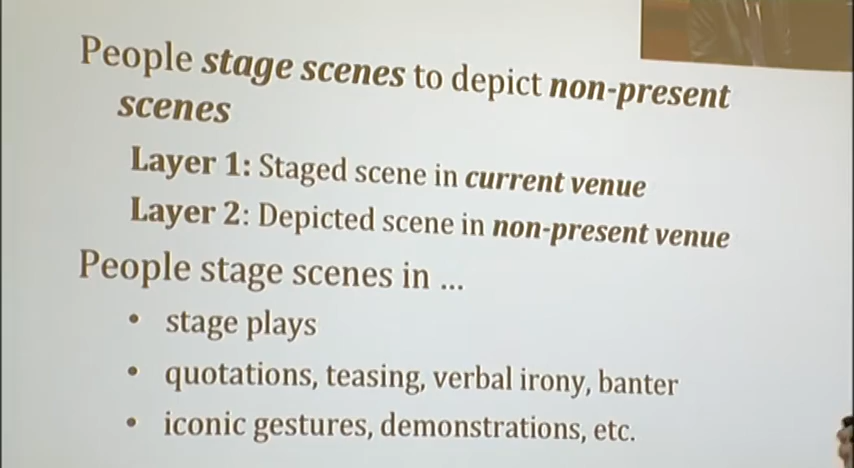 People stage scenes to depict non-present
scenes
Layer 1: Staged scene in current venue
Layer 2: Depicted scene in non-present venue
People stage scenes in ...
• stage plays
• quotations, teasing, verbal irony, banter
• iconic gestures, demonstrations, etc.